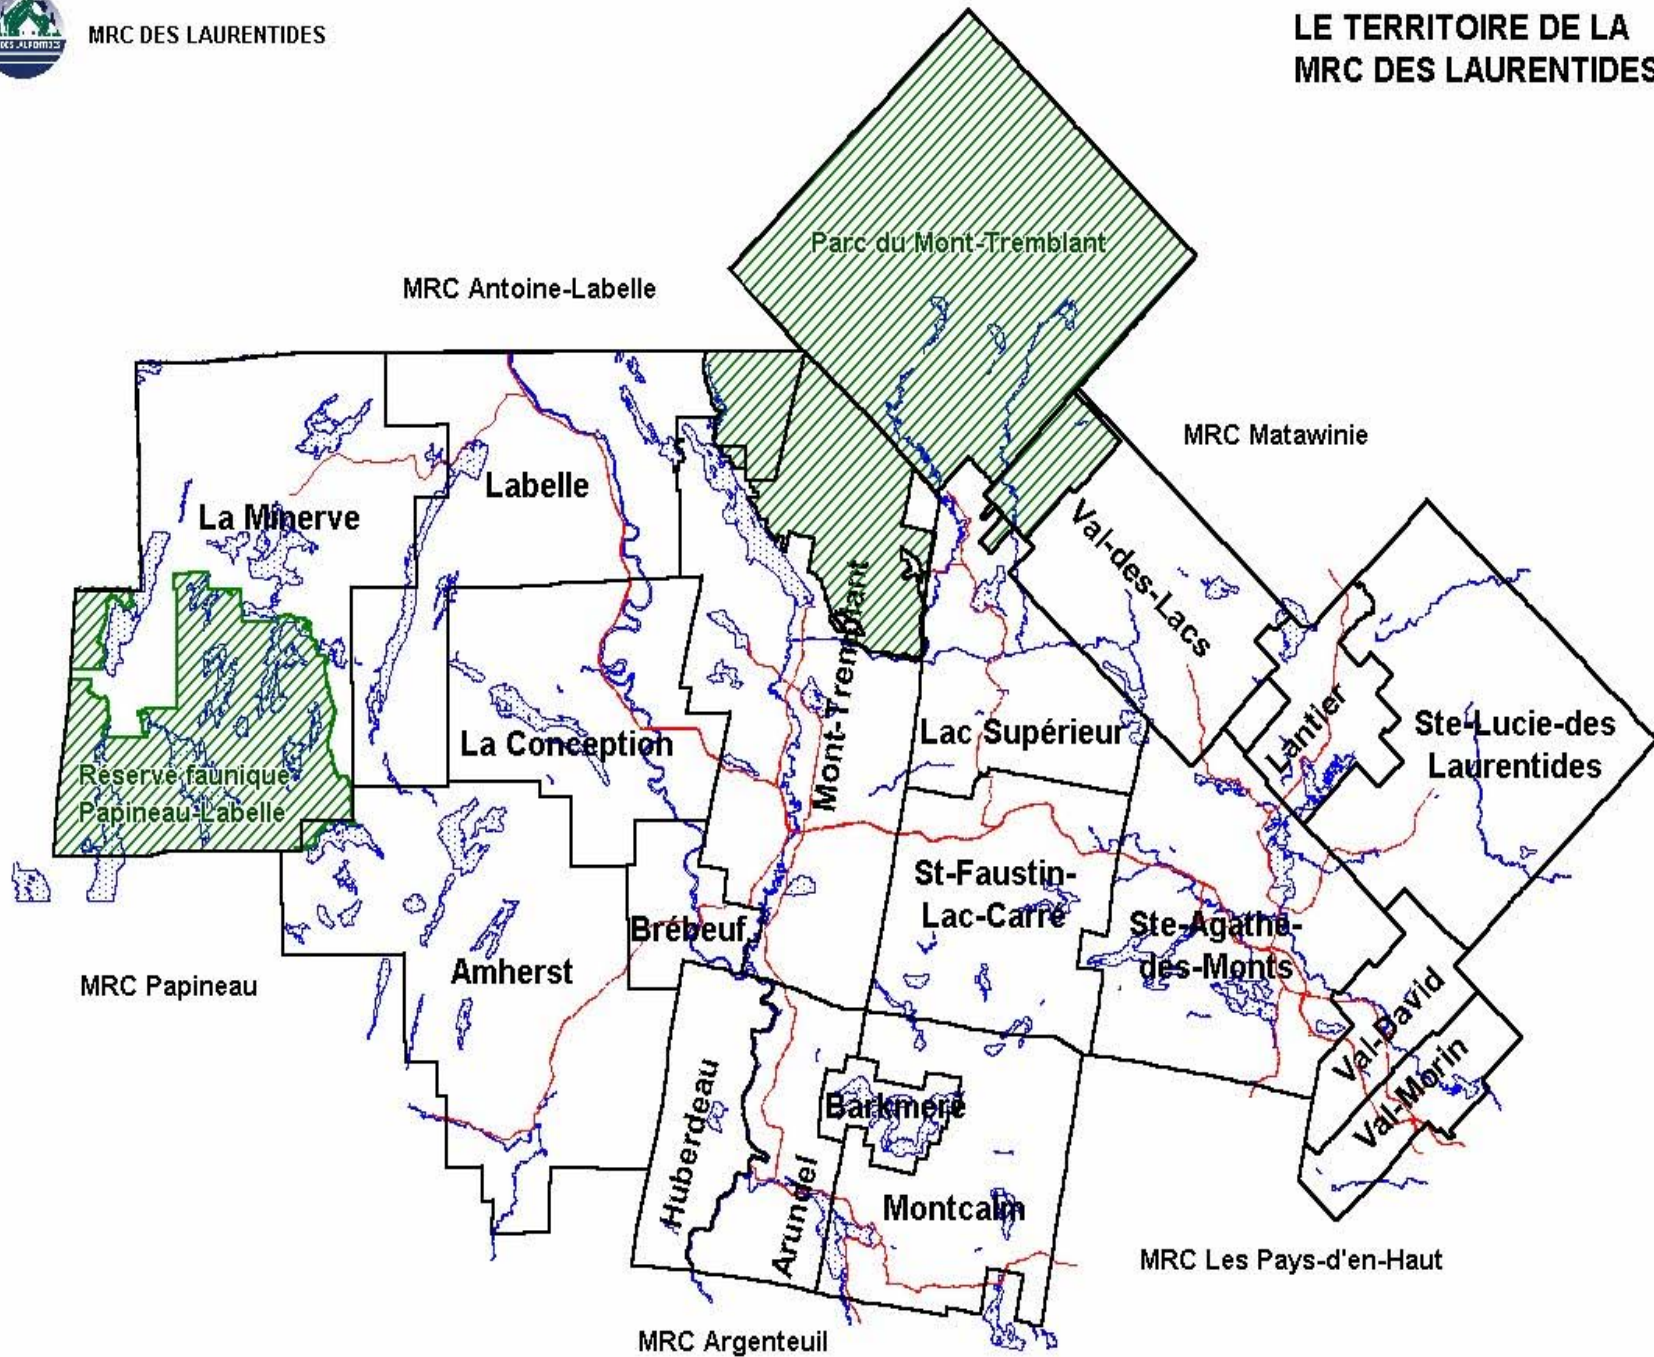 MRC DES LAURENTIDES
LE TERRITOIRE DE LA
MRC DES LAURENTIDES
Parc du Mont-Tremblant
MRC Antoine-Labelle
MRC Matawinie
Labelle
La Minerve
Val-des-Lacs
Mont-Tremblant
Lac Supérieur
Lantier
Ste-Lucie-des
Laurentides
La Conception
Réserve faunique
Papineau-Labelle
St-Faustin-
Lac-Carré
Brébeuf
Ste-Agathe-
des-Monts
Amherst
MRC Papineau
Val-David
Val-Morin
Huberdeau
Barkmere
Arundel
Montcalm
MRC Les Pays-d'en-Haut
MRC Argenteuil